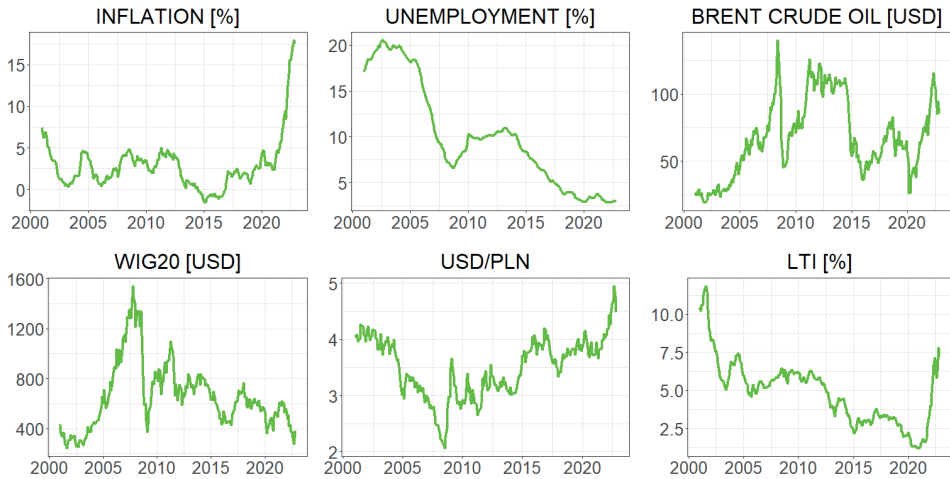 INFLATION [%]
UNEMPLOYMENT [%]
BRENT CRUDE OIL [USD]
15
10
5
0
2000 2005 2010 2015 2020
20
15
10
5
2000 2005 2010 2015 2020
100
50
2000 2005 2010 2015 2020
WIG20 [USD]
USD/PLN
LTI [%]
1600
1200
800
400
2000 2005 2010 2015 2020
5
4
3
2
2000 2005 2010 2015 2020
10.0
7.5
5.0
2.5
2000 2005 2010 2015 2020